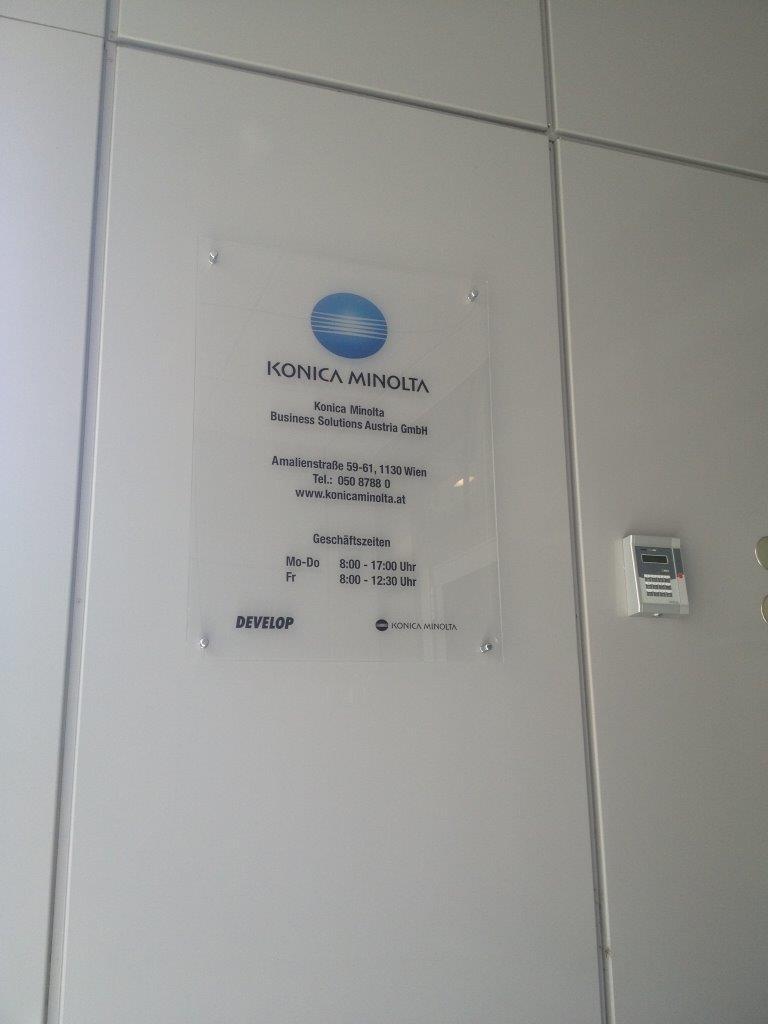 KONICA MINOLTA
Konica Minolta
Business Solutions Austria GmbH
Amalienstraße 59-61, 1130 Wien
Tel.: 050 8788 0
www.konicaminolta.at
Geschäftszeiten
Mo-Do 8:00 - 17:00 Uhr
Fr 8:00 - 12:30 Uhr
DEVELOP KONICA MINOLTA